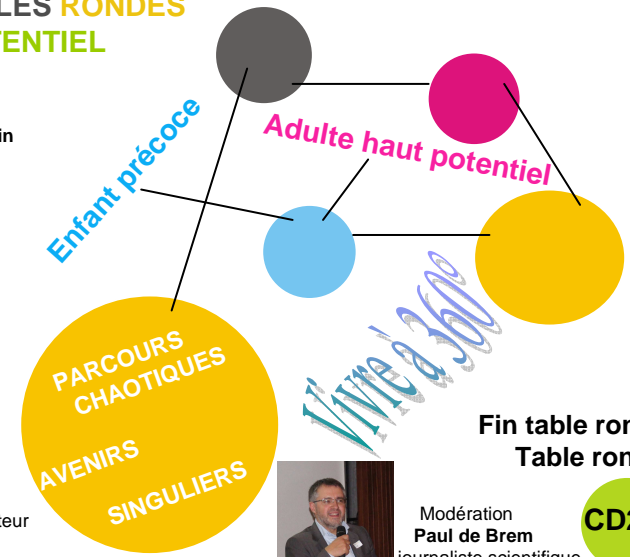 LES RONDES
TENTIEL
in
Enfant précoce
Adulte haut potentiel
Vivre à 360°
PARCOURS
CHAOTIQUES
AVENIRS
SINGULIERS
Fin table ron
Table ron
teur
Modération
Paul de Brem
journaliste scientifique
CD2